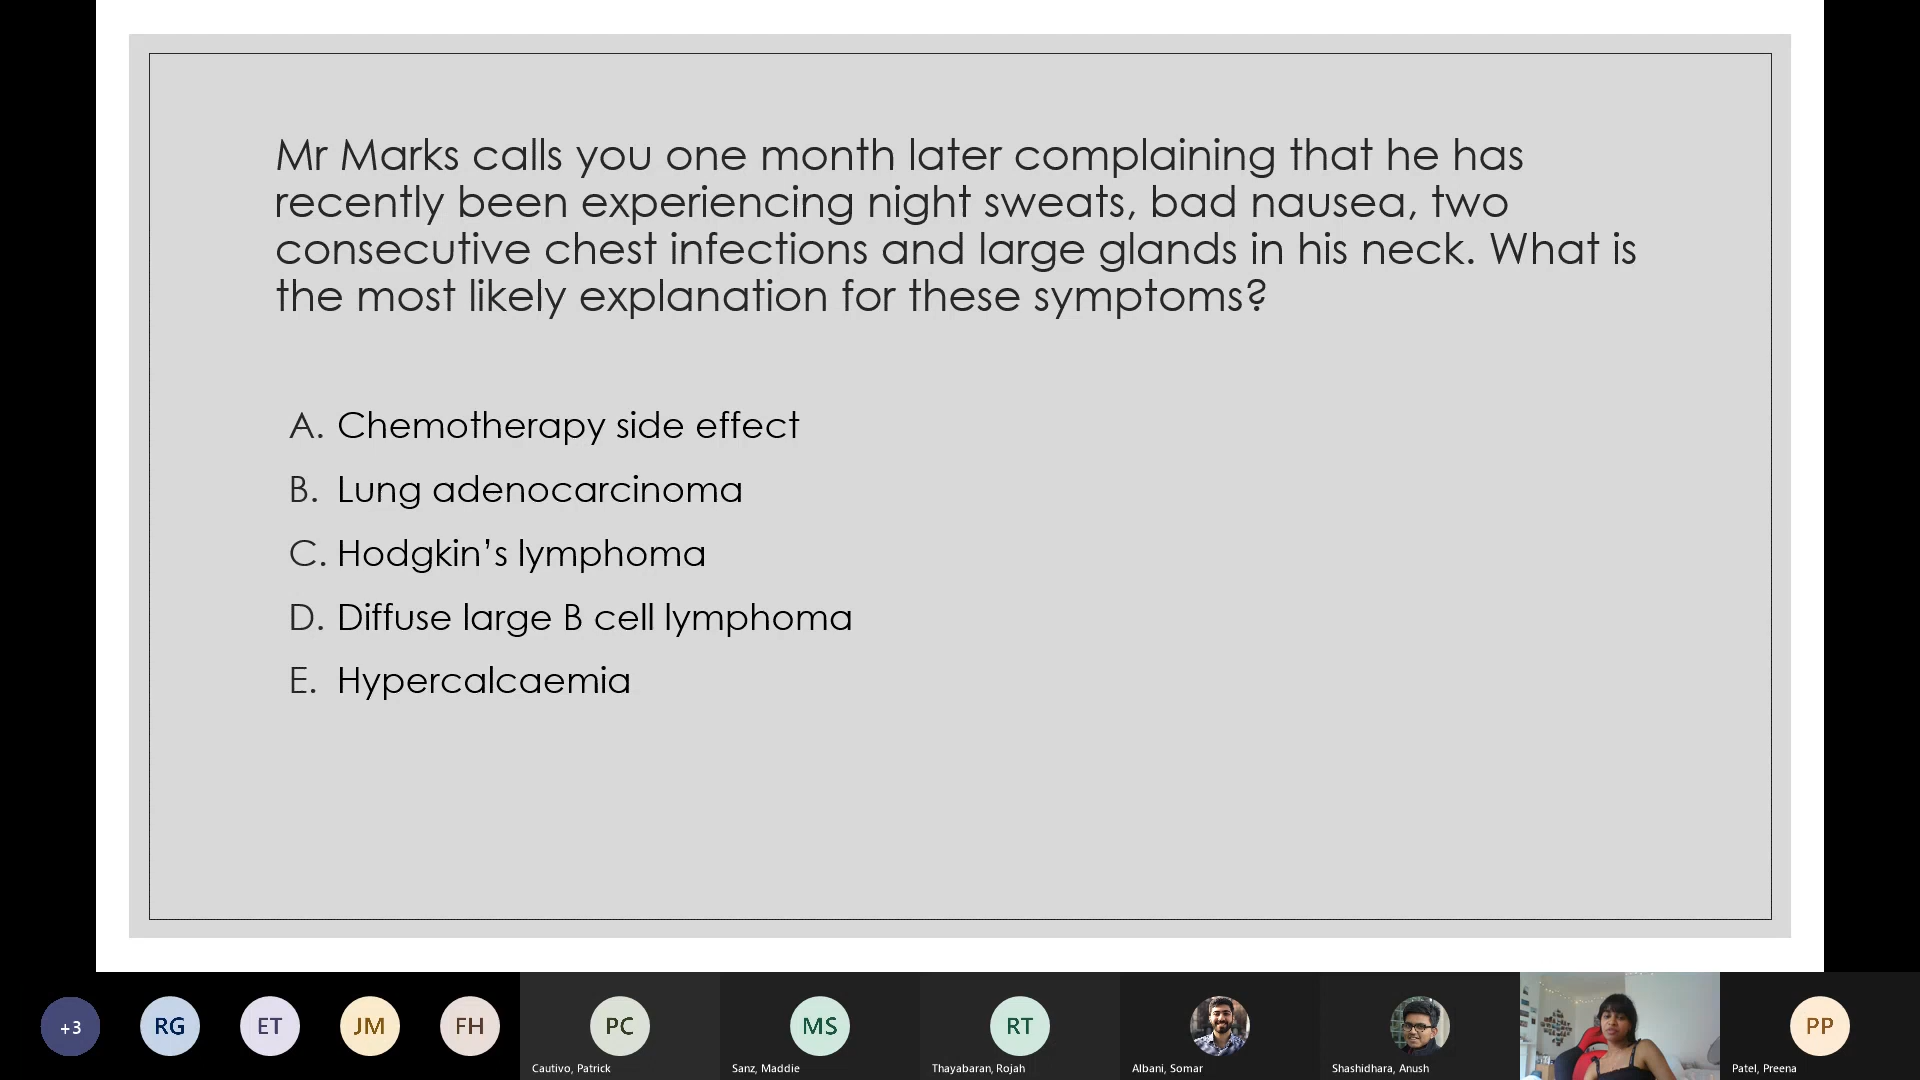 Mr Marks calls you one month later complaining that he has
recently been experiencing night sweats, bad nausea, two
consecutive chest infections and large glands in his neck. What is
the most likely explanation for these symptoms?
A. Chemotherapy side effect
B. Lung adenocarcinoma
C. Hodgkin’s lymphoma
D. Diffuse large B cell lymphoma
E. Hypercalcaemia
+3 RG ET JM FH PC MS RT PP
Cautivo, Patrick Sanz, Maddie Thayabaran, Rojah Albani, Somar Shashidhara, Anush Patel, Preena